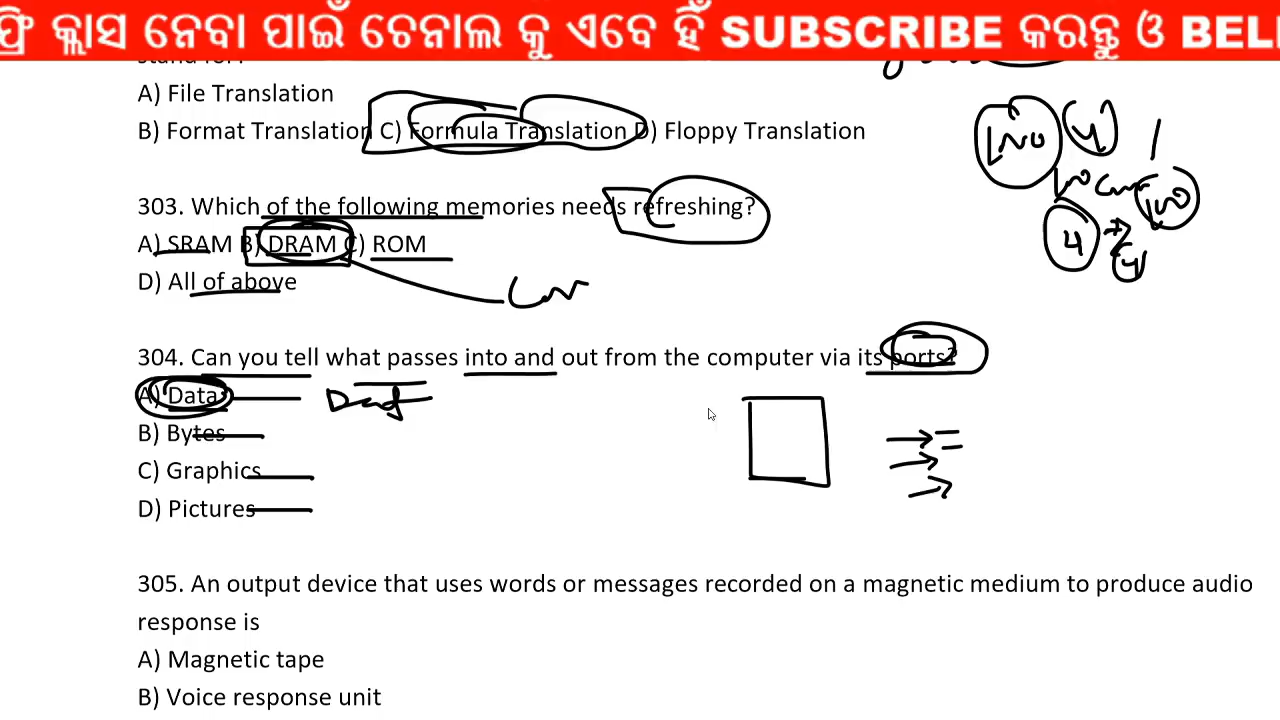 ଫ୍ରି କ୍ଲାସ ନେବା ପାଇଁ ଚେନାଲ କୁ ଏବେ ହିଁ SUBSCRIBE କରନ୍ତୁ ଓ BEL
stand for?
A) File Translation
B) Format Translation C) Formula Translation D) Floppy Translation
303. Which of the following memories needs refreshing?
A) SRAM B) DRAM C) ROM
D) All of above
304. Can you tell what passes into and out from the computer via its ports?
A) Data
B) Bytes
C) Graphics
D) Pictures
305. An output device that uses words or messages recorded on a magnetic medium to produce audio
response is
A) Magnetic tape
B) Voice response unit